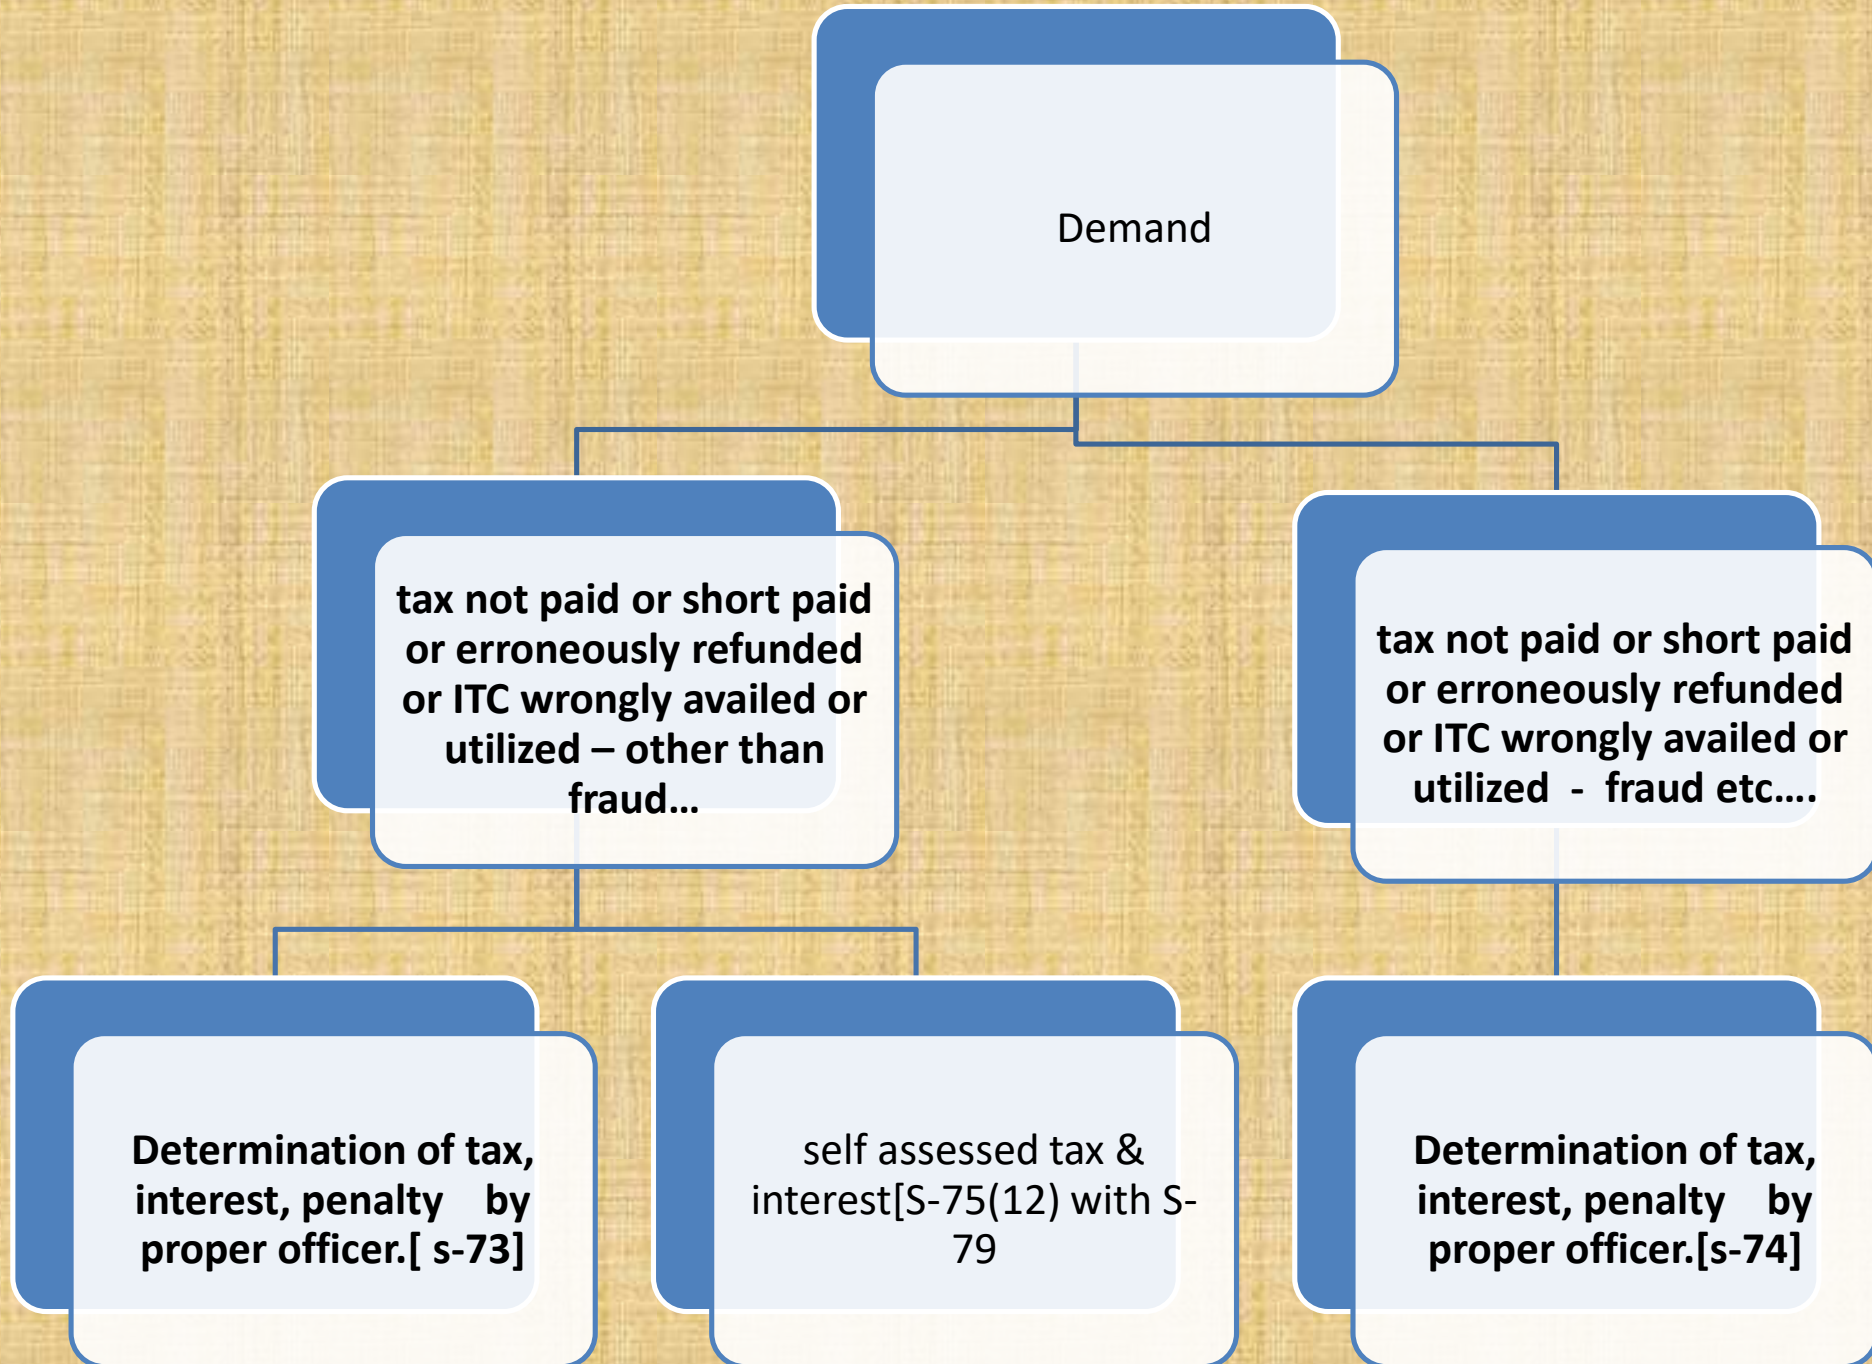 Demand
tax not paid or short paid
or erroneously refunded
or ITC wrongly availed or
utilized – other than
fraud…
tax not paid or short paid
or erroneously refunded
or ITC wrongly availed or
utilized  -  fraud etc….
Determination of tax,
interest, penalty    by
proper officer.[ s-73]
self assessed tax &
interest[S-75(12) with S-
79
Determination of tax,
interest, penalty    by
proper officer.[s-74]